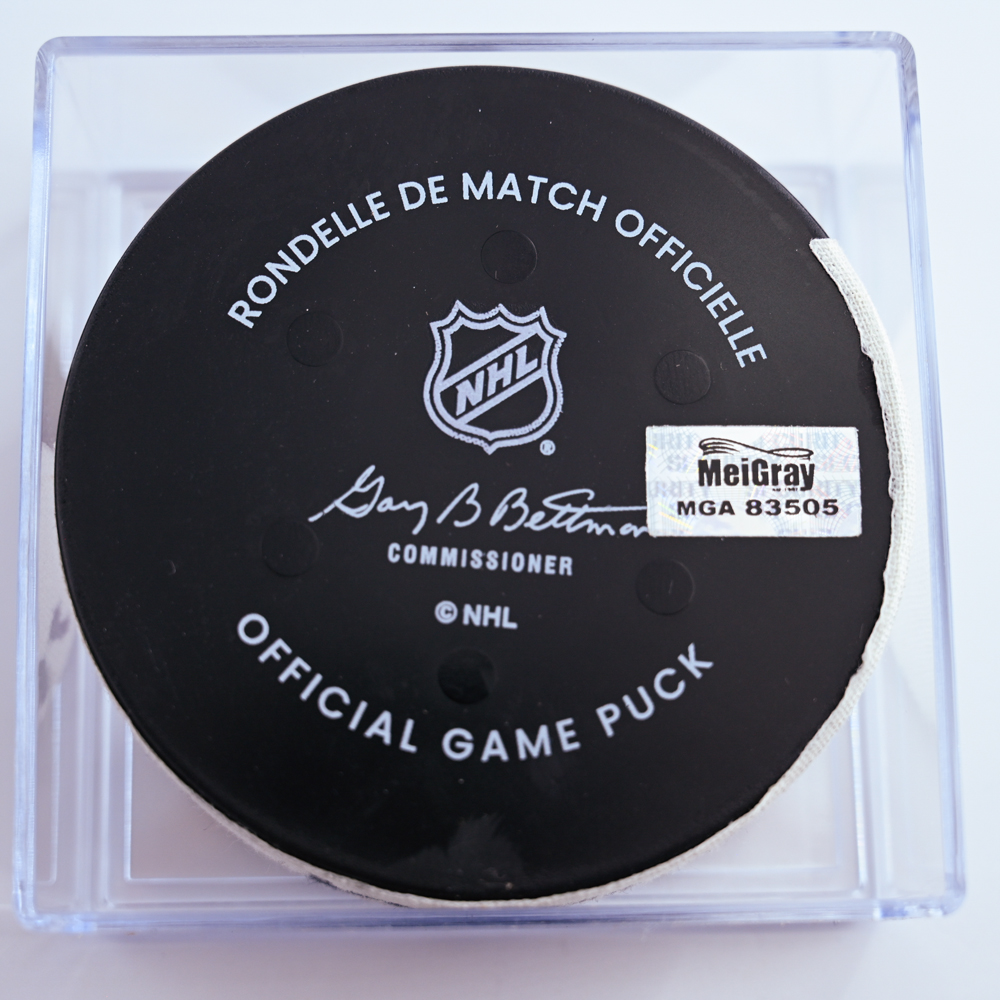 RONDELLE DE MATCH OFFICIELLE
NHL
®
Gary B Bettman
MeiGray
MGA 83505
COMMISSIONER
© NHL
OFFICIAL GAME PUCK